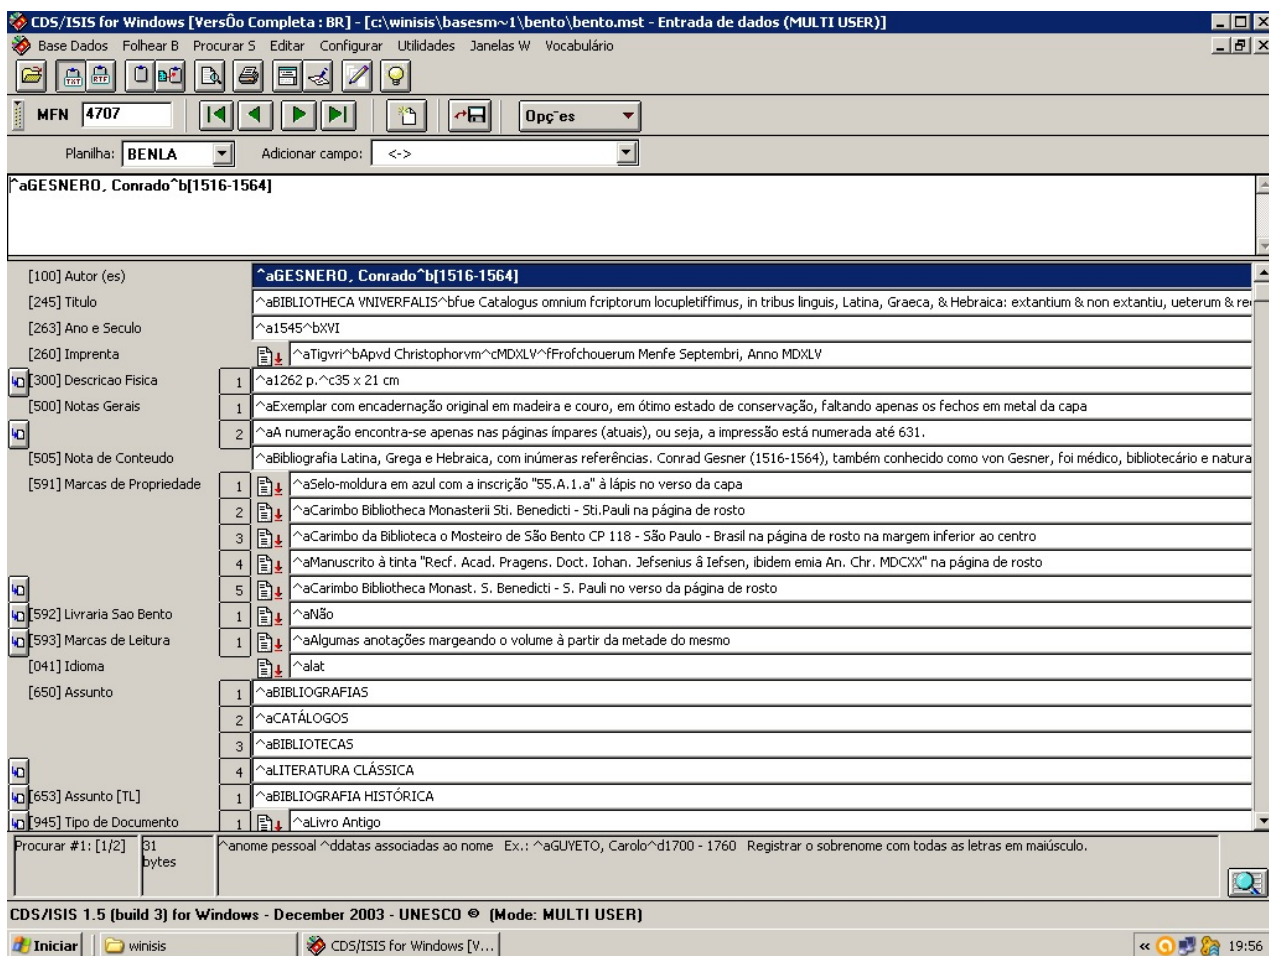 CDS/ISIS for Windows [VersÕo Completa : BR] - [c:\winisis\basesm~1\bento\bento.mst - Entrada de dados (MULTI USER)]
Base Dados Folhear B Procurar S Editar Configurar Utilidades Janelas W Vocabulário
TXT RTF
MFN 4707 Opç¨es
Planilha: BENLA Adicionar campo: <->
^aGESNERO, Conrado^b[1516-1564]
[100] Autor (es) ^aGESNERO, Conrado^b[1516-1564]
[245] Titulo ^aBIBLIOTHECA VNIVERFALIS^bfue Catalogus omnium fcriptorum locupletiffimus, in tribus linguis, Latina, Graeca, & Hebraica: extantium & non extantiu, ueterum & re
[263] Ano e Seculo ^a1545^bXVI
[260] Imprenta ^aTigvri^bApvd Christophorvm^cMDXLV^fFrofchouerum Menfe Septembri, Anno MDXLV
[300] Descricao Fisica 1 ^a1262 p.^c35 x 21 cm
[500] Notas Gerais 1 ^aExemplar com encadernação original em madeira e couro, em ótimo estado de conservação, faltando apenas os fechos em metal da capa
2 ^aA numeração encontra-se apenas nas páginas ímpares (atuais), ou seja, a impressão está numerada até 631.
[505] Nota de Conteudo ^aBibliografia Latina, Grega e Hebraica, com inúmeras referências. Conrad Gesner (1516-1564), também conhecido como von Gesner, foi médico, bibliotecário e natura
[591] Marcas de Propriedade 1 ^aSelo-moldura em azul com a inscrição "55.A.1.a" à lápis no verso da capa
2 ^aCarimbo Bibliotheca Monasterii Sti. Benedicti - Sti.Pauli na página de rosto
3 ^aCarimbo da Biblioteca o Mosteiro de São Bento CP 118 - São Paulo - Brasil na página de rosto na margem inferior ao centro
4 ^aManuscrito à tinta "Recf. Acad. Pragens. Doct. Iohan. Jefsenius â Iefsen, ibidem emia An. Chr. MDCXX" na página de rosto
5 ^aCarimbo Bibliotheca Monast. S. Benedicti - S. Pauli no verso da página de rosto
[592] Livraria Sao Bento 1 ^aNão
[593] Marcas de Leitura 1 ^aAlgumas anotações margeando o volume à partir da metade do mesmo
[041] Idioma ^alat
[650] Assunto 1 ^aBIBLIOGRAFIAS
2 ^aCATÁLOGOS
3 ^aBIBLIOTECAS
4 ^aLITERATURA CLÁSSICA
[653] Assunto [TL] 1 ^aBIBLIOGRAFIA HISTÓRICA
[945] Tipo de Documento 1 ^aLivro Antigo
Procurar #1: [1/2] 31 bytes ^anome pessoal ^ddatas associadas ao nome Ex.: ^aGUYETO, Carolo^d1700 - 1760 Registrar o sobrenome com todas as letras em maiúsculo.
CDS/ISIS 1.5 (build 3) for Windows - December 2003 - UNESCO © (Mode: MULTI USER)
Iniciar winisis CDS/ISIS for Windows [V... « 19:56